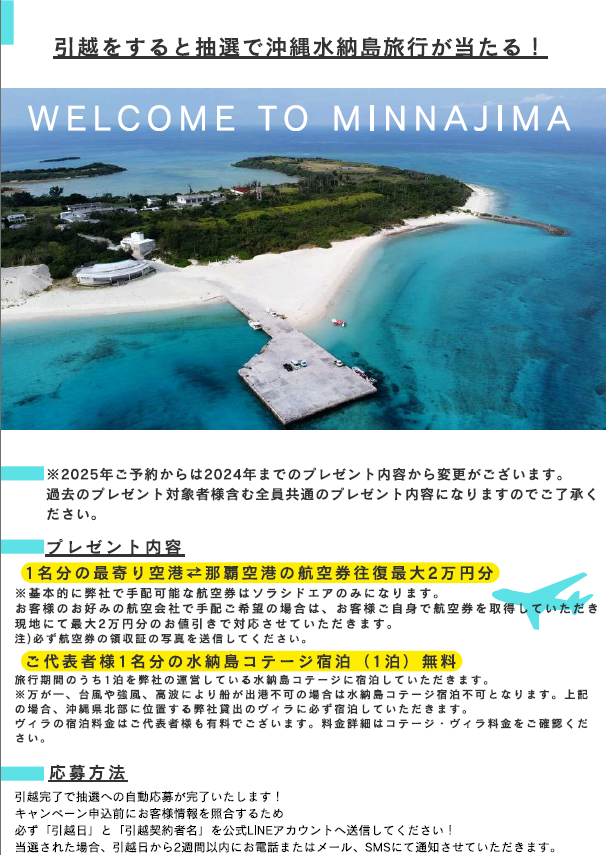 引越をすると抽選で沖縄水納島旅行が当たる！
WELCOME TO MINNAJIMA
※2025年ご予約からは2024年までのプレゼント内容から変更がございます。
過去のプレゼント対象者様含む全員共通のプレゼント内容になりますのでご了承く
ださい。
プレゼント内容
1名分の最寄り空港⇄那覇空港の航空券往復最大2万円分
※基本的に弊社で手配可能な航空券はソラシドエアのみになります。
お客様のお好みの航空会社で手配ご希望の場合は、お客様ご自身で航空券を取得していただき
現地にて最大2万円分のお値引きで対応させていただきます。
注)必ず航空券の領収証の写真を送信してください。
ご代表者様1名分の水納島コテージ宿泊（1泊）無料
旅行期間のうち1泊を弊社の運営している水納島コテージに宿泊していただきます。
※万が一、台風や強風、高波により船が出港不可の場合は水納島コテージ宿泊不可となります。上記
の場合、沖縄県北部に位置する弊社貸出のヴィラに必ず宿泊していただきます。
ヴィラの宿泊料金はご代表者様も有料でございます。料金詳細はコテージ・ヴィラ料金をご確認くだ
さい。
応募方法
引越完了で抽選への自動応募が完了いたします！
キャンペーン申込前にお客様情報を照合するため
必ず「引越日」と「引越契約者名」を公式LINEアカウントへ送信してください！
当選された場合、引越日から2週間以内にお電話またはメール、SMSにて通知させていただきます。